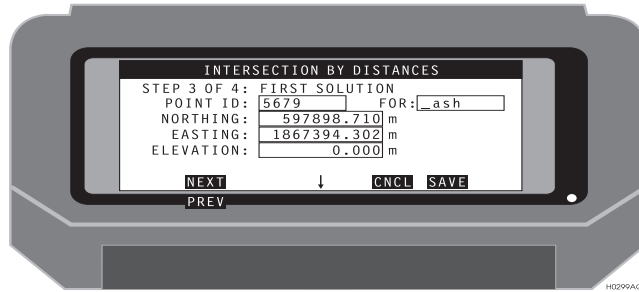 INTERSECTION BY DISTANCES
STEP 3 OF 4: FIRST SOLUTION
POINT ID: 5679 FOR: _ash
NORTHING: 597898.710 m
EASTING: 1867394.302 m
ELEVATION: 0.000 m
NEXT ↓ CNCL SAVE
PREV
H0299AC